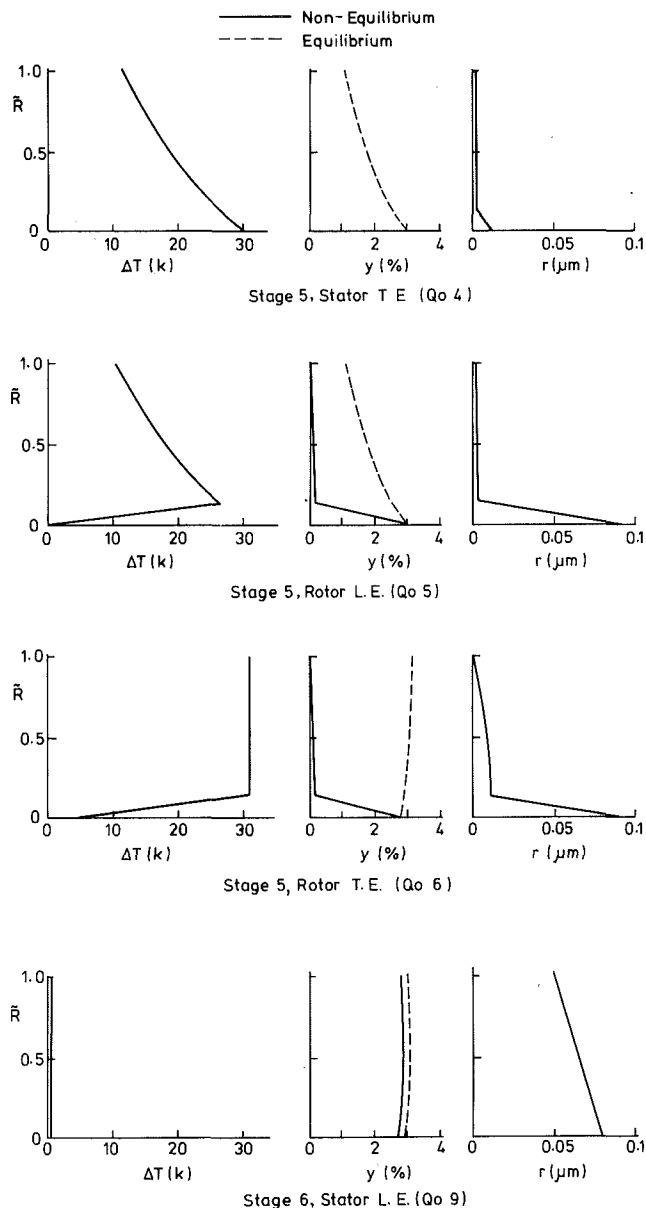 Non-Equilibrium
Equilibrium
1.0
R̃
0.5
0
0 10 20 30
ΔT (k)
0 2 4
y (%)
0 0.05 0.1
r (μm)
Stage 5, Stator T E (Qo 4)
1.0
R̃
0.5
0
0 10 20 30
ΔT (k)
0 2 4
y (%)
0 0.05 0.1
r (μm)
Stage 5, Rotor L.E. (Qo 5)
1.0
R̃
0.5
0
0 10 20 30
ΔT (k)
0 2 4
y (%)
0 0.05 0.1
r (μm)
Stage 5, Rotor T.E. (Qo 6)
1.0
R̃
0.5
0
0 10 20 30
ΔT (k)
0 2 4
y (%)
0 0.05 0.1
r (μm)
Stage 6, Stator L.E. (Qo 9)